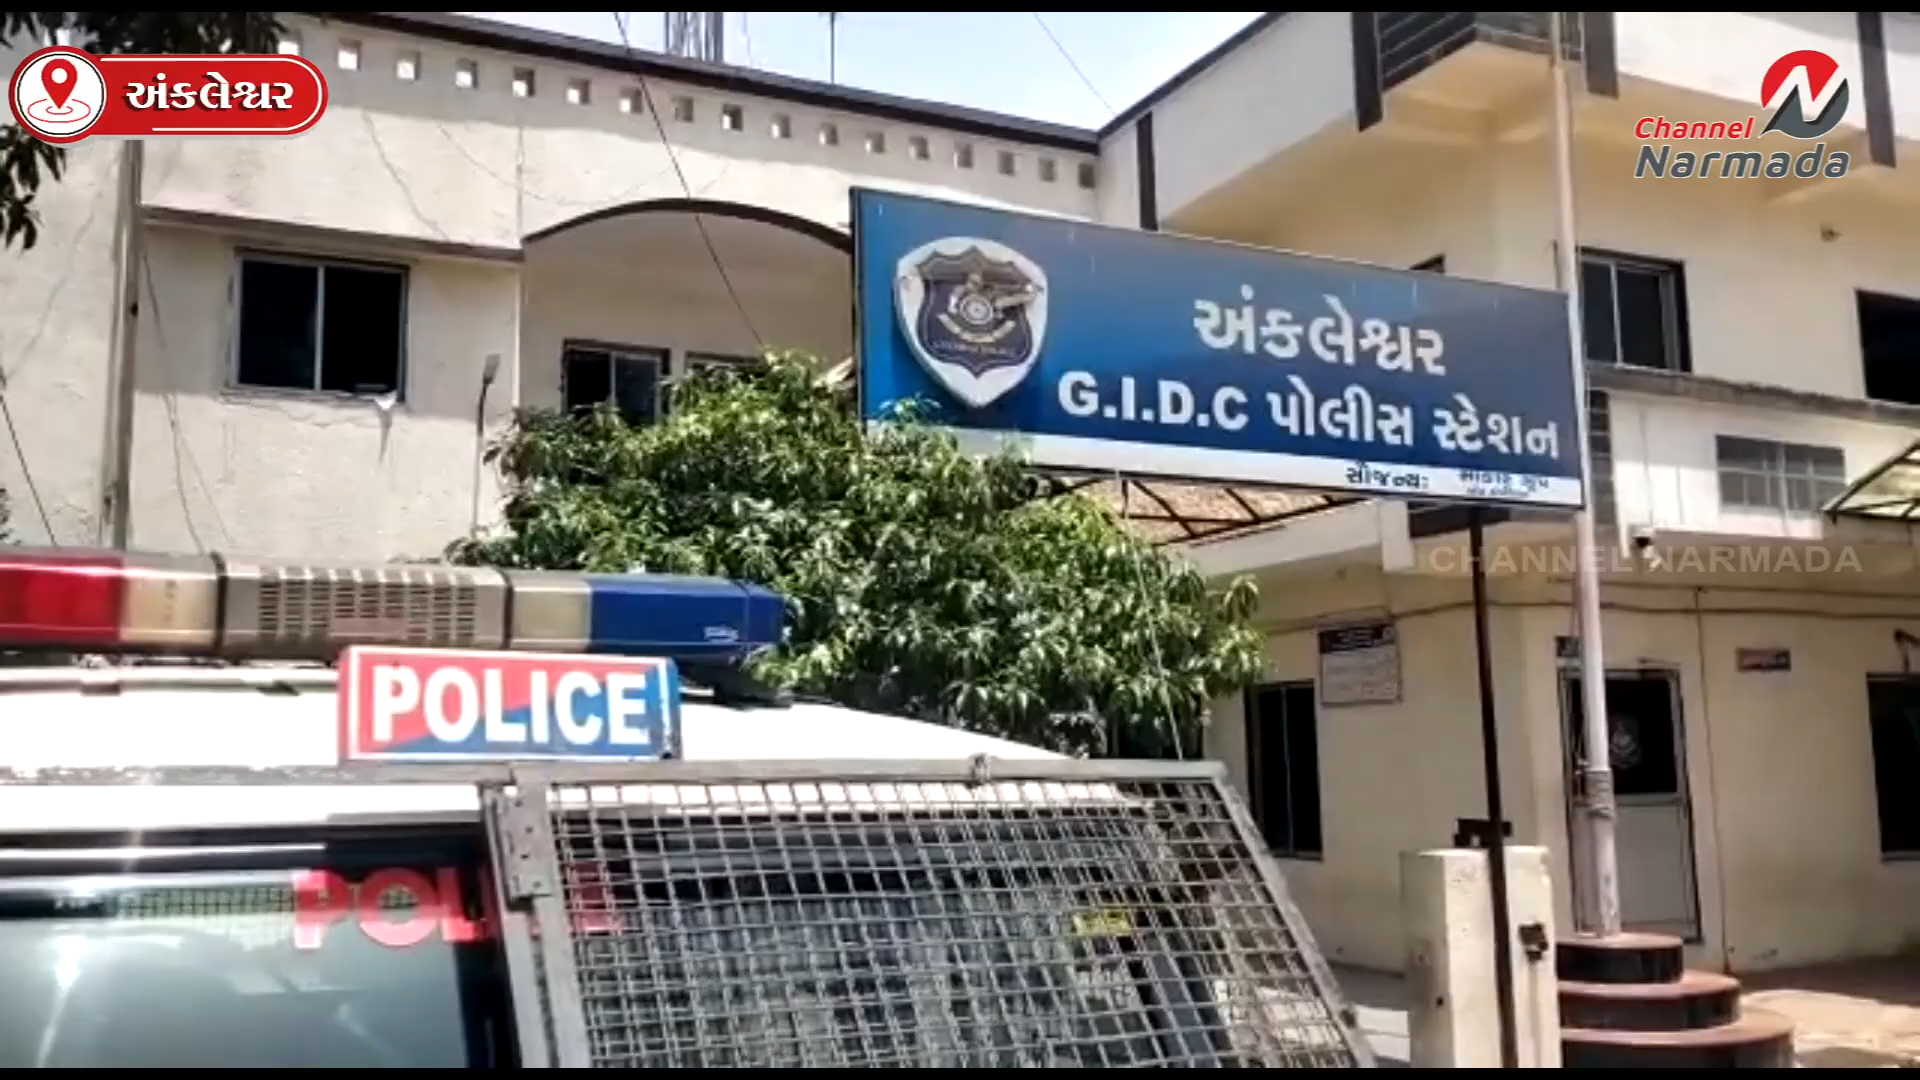 અંકલેશ્વર
Channel
Narmada
અંકલેશ્વર
G.I.D.C પોલીસ સ્ટેશન
સૌજન્ય:
CHANNEL NARMADA
POLICE